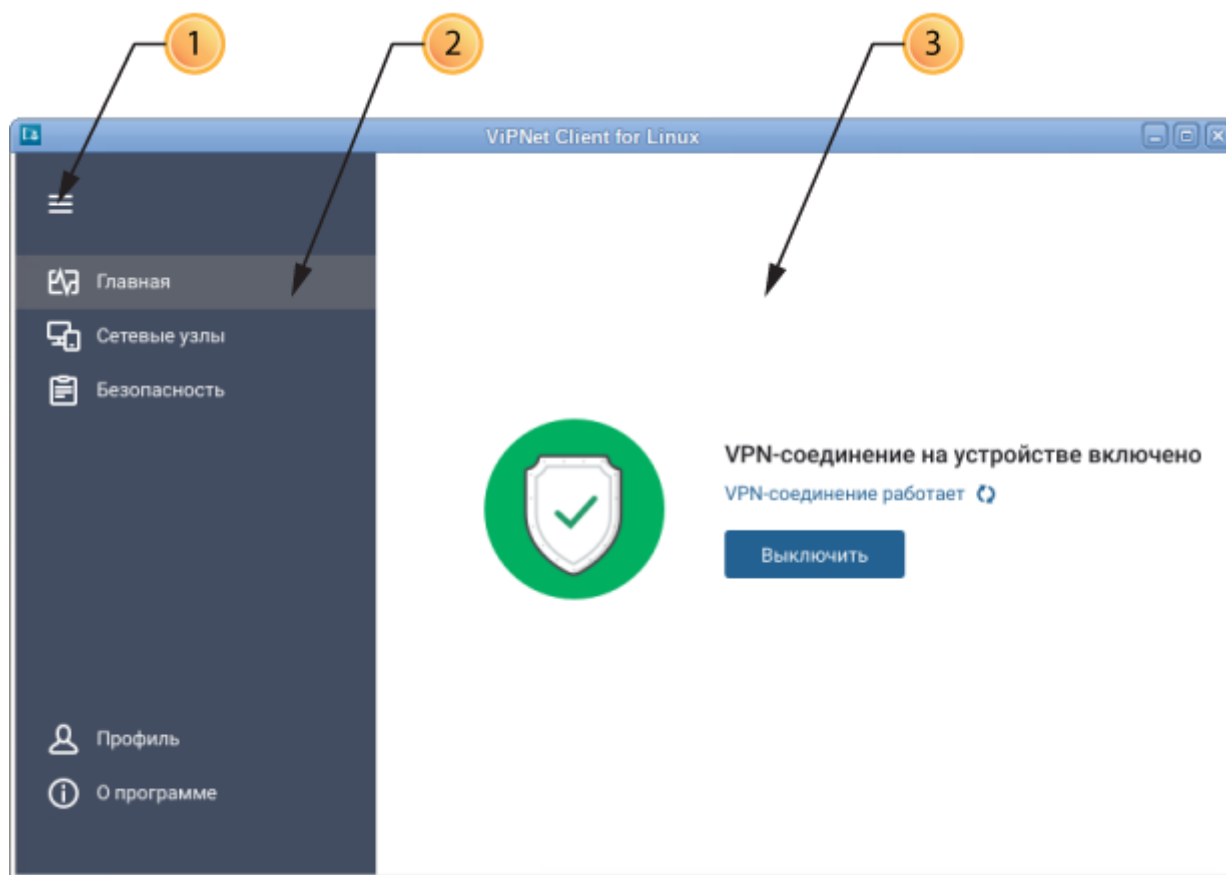 1 2 3
ViPNet Client for Linux
Главная
Сетевые узлы
Безопасность
VPN-соединение на устройстве включено
VPN-соединение работает
Выключить
Профиль
О программе